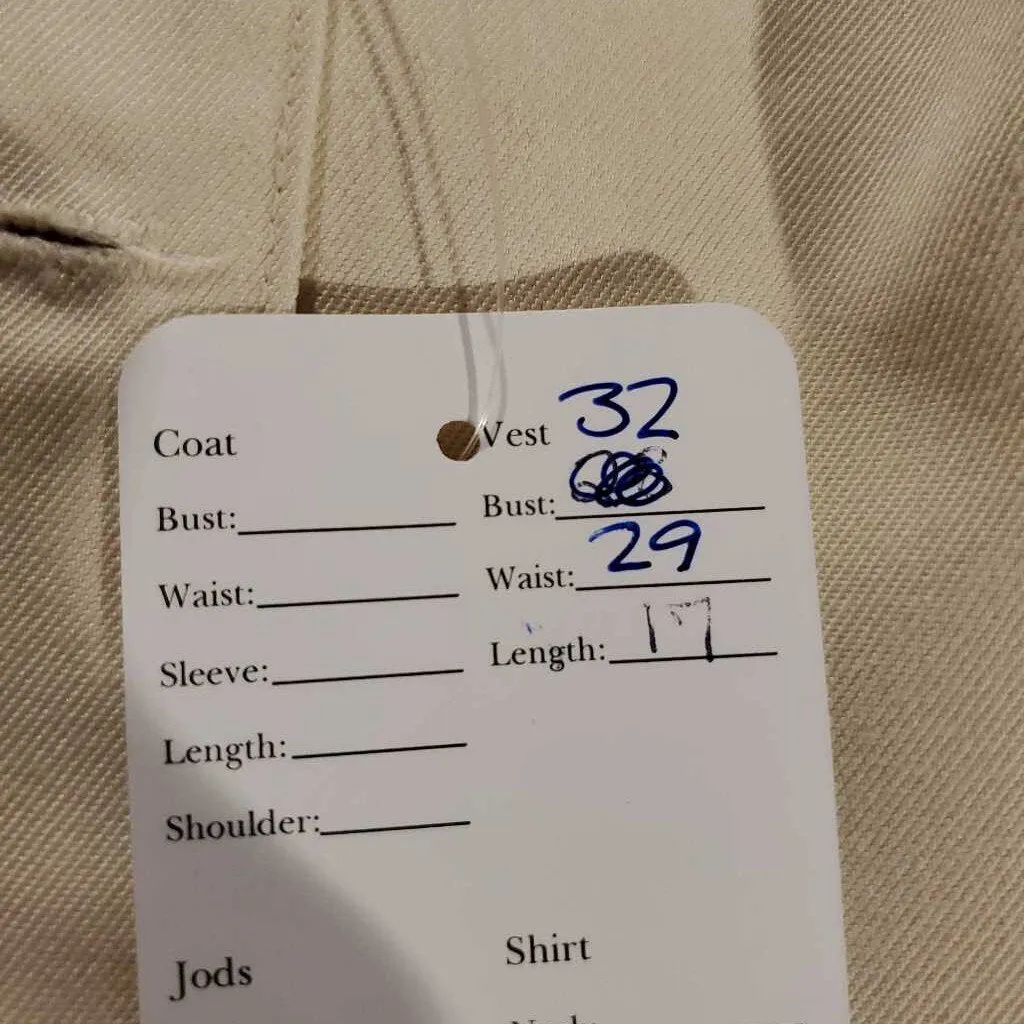 Coat
Bust:
Waist:
Sleeve:
Length:
Shoulder:
Vest 32
Bust:
Waist: 29
Length: 17
Jods
Shirt